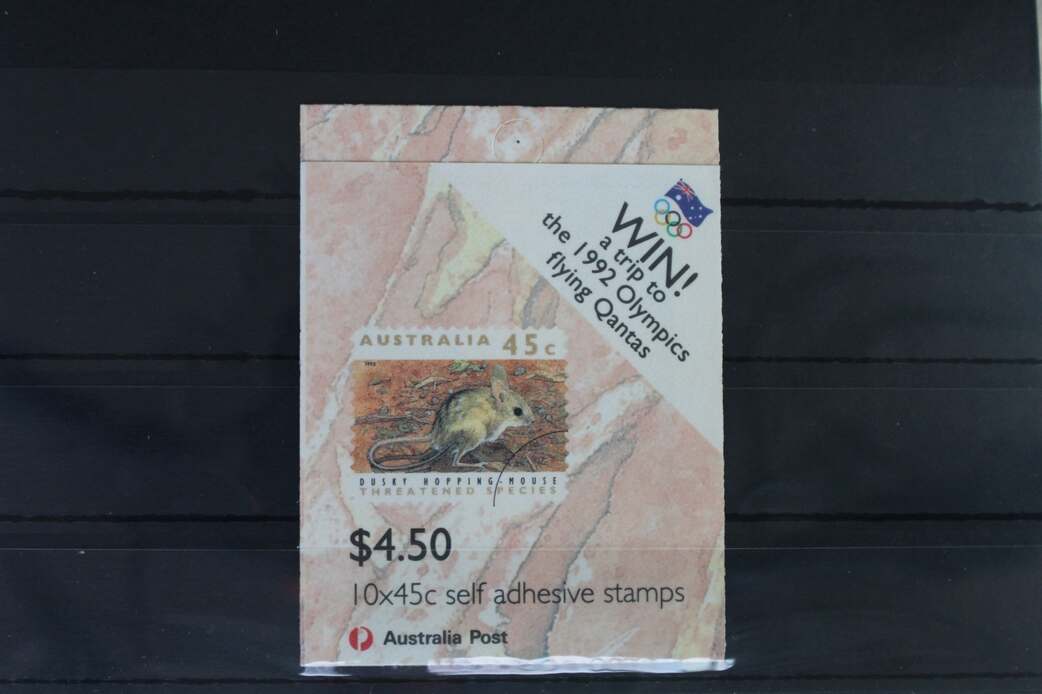 WIN!
a trip to
the 1992 Olympics
flying Qantas
AUSTRALIA 45c
DUSKY HOPPING-MOUSE
THREATENED SPECIES
$4.50
10x45c self adhesive stamps
Australia Post